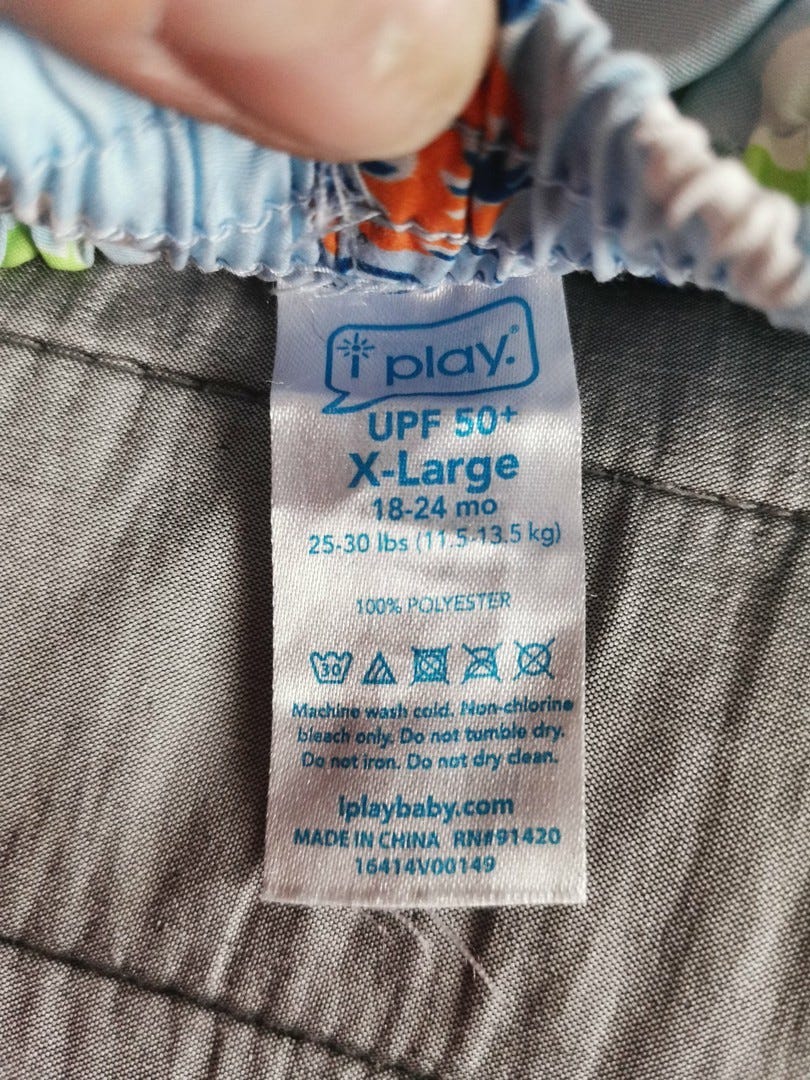 i play.®
UPF 50+
X-Large
18-24 mo
25-30 lbs (11.5-13.5 kg)
100% POLYESTER
30
Machine wash cold. Non-chlorine
bleach only. Do not tumble dry.
Do not iron. Do not dry clean.
Iplaybaby.com
MADE IN CHINA RN#91420
16414V00149